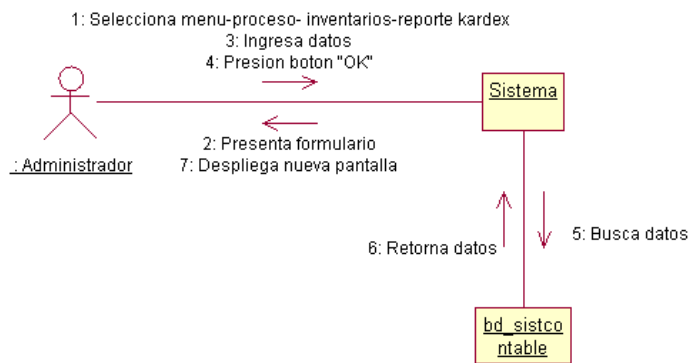 1: Selecciona menu-proceso- inventarios-reporte kardex
3: Ingresa datos
4: Presion boton "OK"
Sistema
2: Presenta formulario
: Administrador
7: Despliega nueva pantalla
5: Busca datos
6: Retorna datos
bd_sistco
ntable